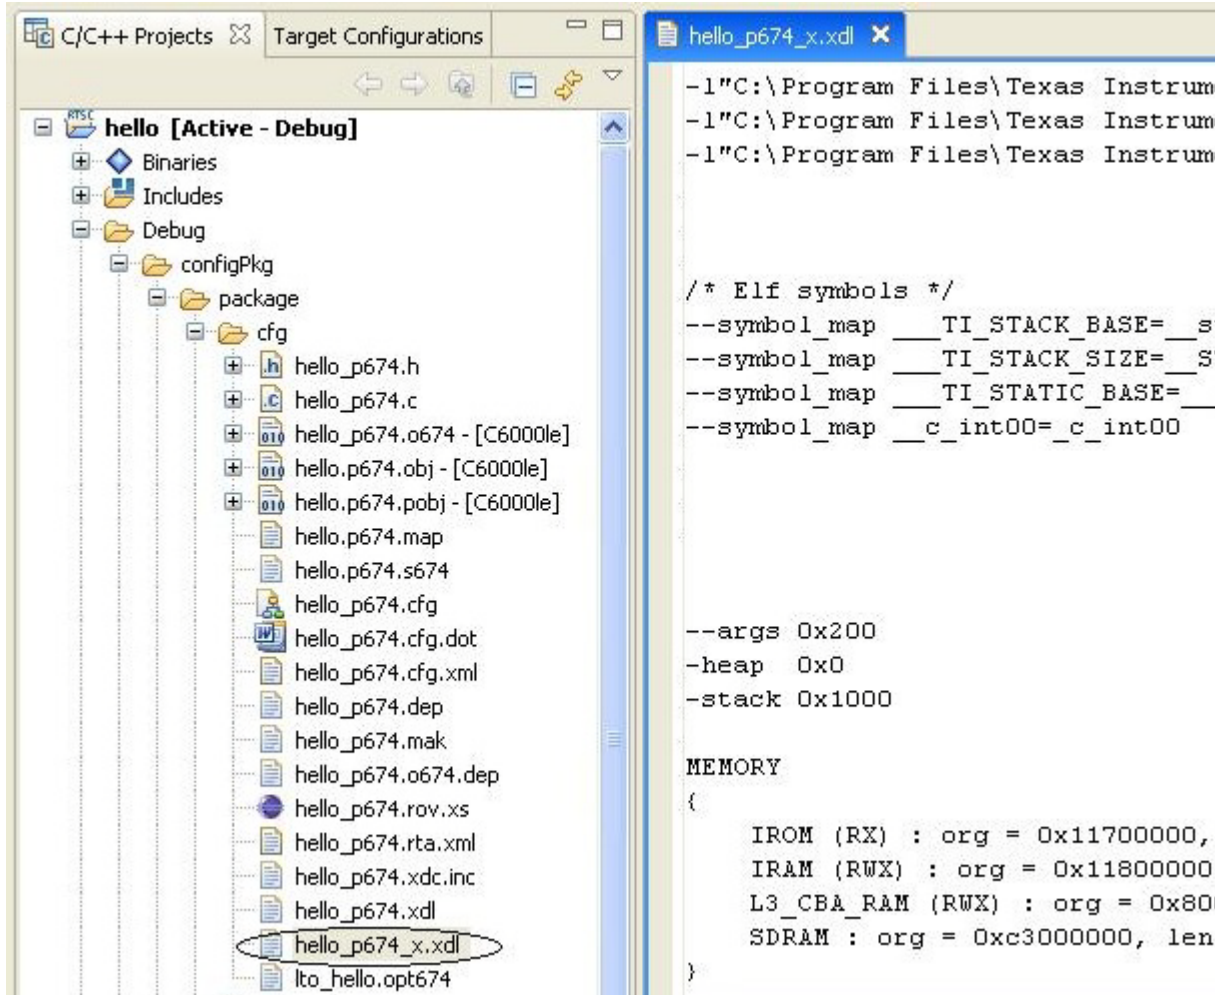 C/C++ Projects
Target Configurations
RTSC
hello [Active - Debug]
Binaries
Includes
Debug
configPkg
package
cfg
.h hello_p674.h
.c hello_p674.c
010 hello_p674.o674 - [C6000le]
010 hello.p674.obj - [C6000le]
010 hello.p674.pobj - [C6000le]
hello.p674.map
hello.p674.s674
hello_p674.cfg
W hello_p674.cfg.dot
hello_p674.cfg.xml
hello_p674.dep
hello_p674.mak
hello_p674.o674.dep
hello_p674.rov.xs
hello_p674.rta.xml
hello_p674.xdc.inc
hello_p674.xdl
hello_p674_x.xdl
lto_hello.opt674
hello_p674_x.xdl
-l"C:\Program Files\Texas Instrum
-l"C:\Program Files\Texas Instrum
-l"C:\Program Files\Texas Instrum
/* Elf symbols */
--symbol_map ___TI_STACK_BASE=__s
--symbol_map ___TI_STACK_SIZE=__S
--symbol_map ___TI_STATIC_BASE=__
--symbol_map __c_int00=_c_int00
--args 0x200
-heap  0x0
-stack 0x1000
MEMORY
{
IROM (RX) : org = 0x11700000,
IRAM (RWX) : org = 0x11800000
L3_CBA_RAM (RWX) : org = 0x80
SDRAM : org = 0xc3000000, len
}